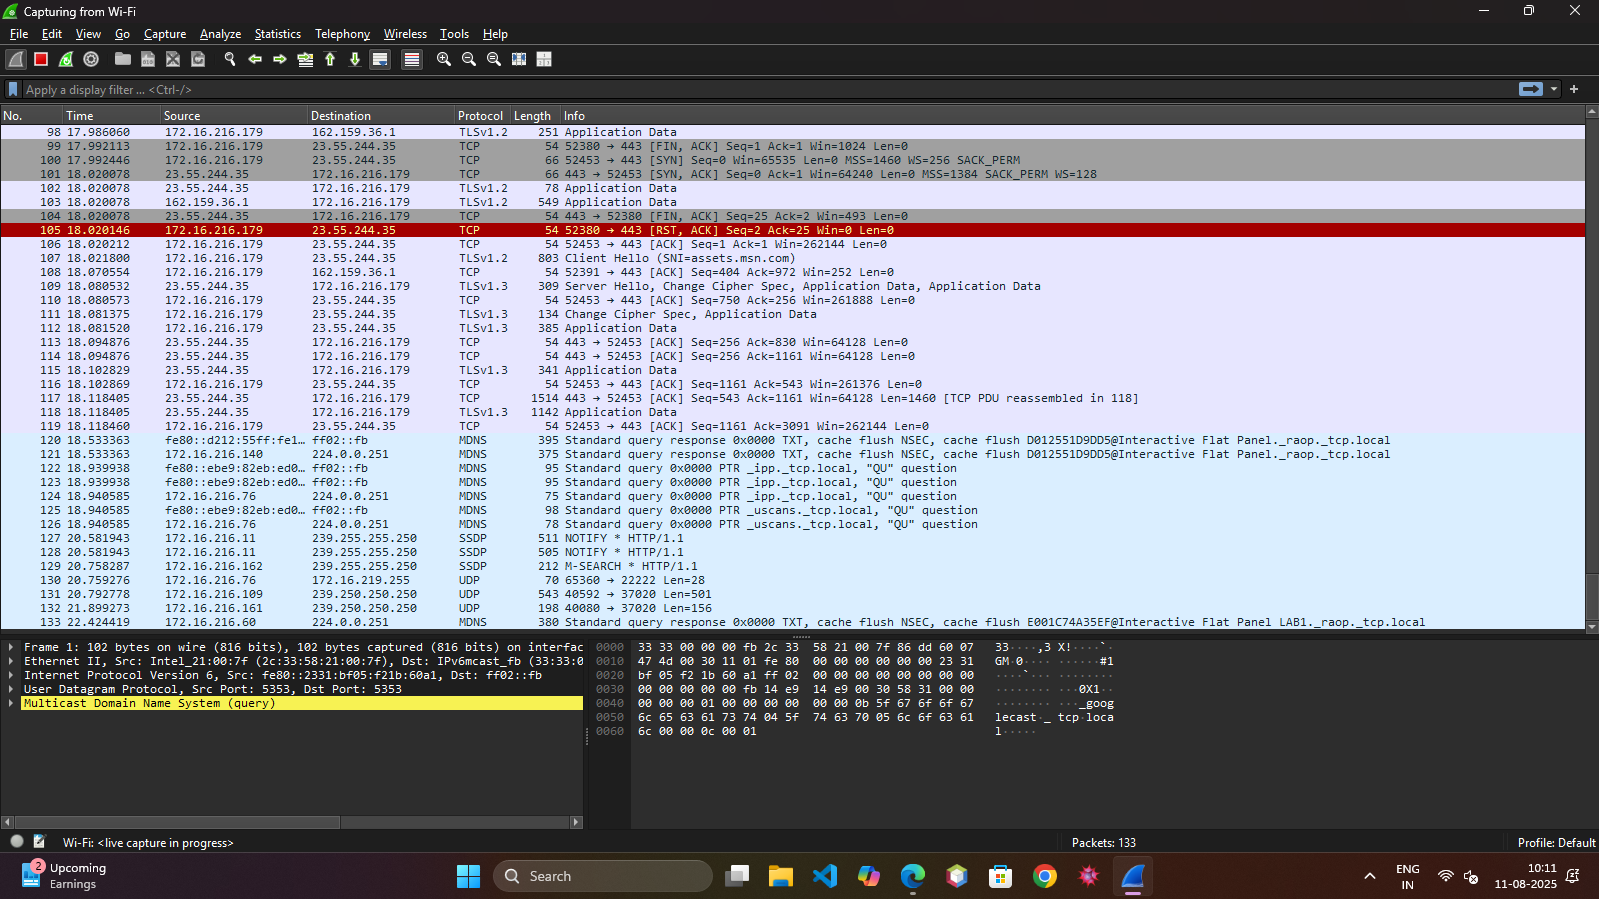 Capturing from Wi-Fi
File Edit View Go Capture Analyze Statistics Telephony Wireless Tools Help
Apply a display filter ... <Ctrl-/>
No. Time Source Destination Protocol Length Info
98 17.986060 172.16.216.179 162.159.36.1 TLSv1.2 251 Application Data
99 17.992113 172.16.216.179 23.55.244.35 TCP 54 52380 → 443 [FIN, ACK] Seq=1 Ack=1 Win=1024 Len=0
100 17.992446 172.16.216.179 23.55.244.35 TCP 66 52453 → 443 [SYN] Seq=0 Win=65535 Len=0 MSS=1460 WS=256 SACK_PERM
101 18.020078 23.55.244.35 172.16.216.179 TCP 66 443 → 52453 [SYN, ACK] Seq=0 Ack=1 Win=64240 Len=0 MSS=1384 SACK_PERM WS=128
102 18.020078 23.55.244.35 172.16.216.179 TLSv1.2 78 Application Data
103 18.020078 162.159.36.1 172.16.216.179 TLSv1.2 549 Application Data
104 18.020078 23.55.244.35 172.16.216.179 TCP 54 443 → 52380 [FIN, ACK] Seq=25 Ack=2 Win=493 Len=0
105 18.020146 172.16.216.179 23.55.244.35 TCP 54 52380 → 443 [RST, ACK] Seq=2 Ack=25 Win=0 Len=0
106 18.020212 172.16.216.179 23.55.244.35 TCP 54 52453 → 443 [ACK] Seq=1 Ack=1 Win=262144 Len=0
107 18.021800 172.16.216.179 23.55.244.35 TLSv1.2 803 Client Hello (SNI=assets.msn.com)
108 18.070554 172.16.216.179 162.159.36.1 TCP 54 52391 → 443 [ACK] Seq=404 Ack=972 Win=252 Len=0
109 18.080532 23.55.244.35 172.16.216.179 TLSv1.3 309 Server Hello, Change Cipher Spec, Application Data, Application Data
110 18.080573 172.16.216.179 23.55.244.35 TCP 54 52453 → 443 [ACK] Seq=750 Ack=256 Win=261888 Len=0
111 18.081375 172.16.216.179 23.55.244.35 TLSv1.3 134 Change Cipher Spec, Application Data
112 18.081520 172.16.216.179 23.55.244.35 TLSv1.3 385 Application Data
113 18.094876 23.55.244.35 172.16.216.179 TCP 54 443 → 52453 [ACK] Seq=256 Ack=830 Win=64128 Len=0
114 18.094876 23.55.244.35 172.16.216.179 TCP 54 443 → 52453 [ACK] Seq=256 Ack=1161 Win=64128 Len=0
115 18.102829 23.55.244.35 172.16.216.179 TLSv1.3 341 Application Data
116 18.102869 172.16.216.179 23.55.244.35 TCP 54 52453 → 443 [ACK] Seq=1161 Ack=543 Win=261376 Len=0
117 18.118405 23.55.244.35 172.16.216.179 TCP 1514 443 → 52453 [ACK] Seq=543 Ack=1161 Win=64128 Len=1460 [TCP PDU reassembled in 118]
118 18.118405 23.55.244.35 172.16.216.179 TLSv1.3 1142 Application Data
119 18.118460 172.16.216.179 23.55.244.35 TCP 54 52453 → 443 [ACK] Seq=1161 Ack=3091 Win=262144 Len=0
120 18.533363 fe80::d212:55ff:fe1… ff02::fb MDNS 395 Standard query response 0x0000 TXT, cache flush NSEC, cache flush D012551D9DD5@Interactive Flat Panel._raop._tcp.local
121 18.533363 172.16.216.140 224.0.0.251 MDNS 375 Standard query response 0x0000 TXT, cache flush NSEC, cache flush D012551D9DD5@Interactive Flat Panel._raop._tcp.local
122 18.939938 fe80::ebe9:82eb:ed0… ff02::fb MDNS 95 Standard query 0x0000 PTR _ipp._tcp.local, "QU" question
123 18.939938 fe80::ebe9:82eb:ed0… ff02::fb MDNS 95 Standard query 0x0000 PTR _ipp._tcp.local, "QU" question
124 18.940585 172.16.216.76 224.0.0.251 MDNS 75 Standard query 0x0000 PTR _ipp._tcp.local, "QU" question
125 18.940585 fe80::ebe9:82eb:ed0… ff02::fb MDNS 98 Standard query 0x0000 PTR _uscans._tcp.local, "QU" question
126 18.940585 172.16.216.76 224.0.0.251 MDNS 78 Standard query 0x0000 PTR _uscans._tcp.local, "QU" question
127 20.581943 172.16.216.11 239.255.255.250 SSDP 511 NOTIFY * HTTP/1.1
128 20.581943 172.16.216.11 239.255.255.250 SSDP 505 NOTIFY * HTTP/1.1
129 20.758287 172.16.216.162 239.255.255.250 SSDP 212 M-SEARCH * HTTP/1.1
130 20.759276 172.16.216.76 172.16.219.255 UDP 70 65360 → 22222 Len=28
131 20.792778 172.16.216.109 239.250.250.250 UDP 543 40592 → 37020 Len=501
132 21.899273 172.16.216.161 239.250.250.250 UDP 198 40080 → 37020 Len=156
133 22.424419 172.16.216.60 224.0.0.251 MDNS 380 Standard query response 0x0000 TXT, cache flush NSEC, cache flush E001C74A35EF@Interactive Flat Panel LAB1._raop._tcp.local
Frame 1: 102 bytes on wire (816 bits), 102 bytes captured (816 bits) on interfac
Ethernet II, Src: Intel_21:00:7f (2c:33:58:21:00:7f), Dst: IPv6mcast_fb (33:33:0
Internet Protocol Version 6, Src: fe80::2331:bf05:f21b:60a1, Dst: ff02::fb
User Datagram Protocol, Src Port: 5353, Dst Port: 5353
Multicast Domain Name System (query)
0000 33 33 00 00 00 fb 2c 33 58 21 00 7f 86 dd 60 07 33····,3 X!····`·
0010 47 4d 00 30 11 01 fe 80 00 00 00 00 00 00 23 31 GM·0···· ······#1
0020 bf 05 f2 1b 60 a1 ff 02 00 00 00 00 00 00 00 00 ····`··· ········
0030 00 00 00 00 00 fb 14 e9 14 e9 00 30 58 31 00 00 ········ ···0X1··
0040 00 00 00 01 00 00 00 00 00 00 0b 5f 67 6f 6f 67 ········ ···_goog
0050 6c 65 63 61 73 74 04 5f 74 63 70 05 6c 6f 63 61 lecast·_ tcp·loca
0060 6c 00 00 0c 00 01 l·····
Wi-Fi: <live capture in progress> Packets: 133 Profile: Default
2
Upcoming
Earnings
Search
ENG
IN
10:11
11-08-2025